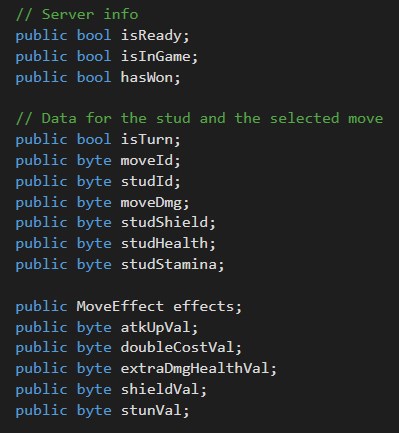 // Server info
public bool isReady;
public bool isInGame;
public bool hasWon;
// Data for the stud and the selected move
public bool isTurn;
public byte moveId;
public byte studId;
public byte moveDmg;
public byte studShield;
public byte studHealth;
public byte studStamina;
public MoveEffect effects;
public byte atkUpVal;
public byte doubleCostVal;
public byte extraDmgHealthVal;
public byte shieldVal;
public byte stunVal;